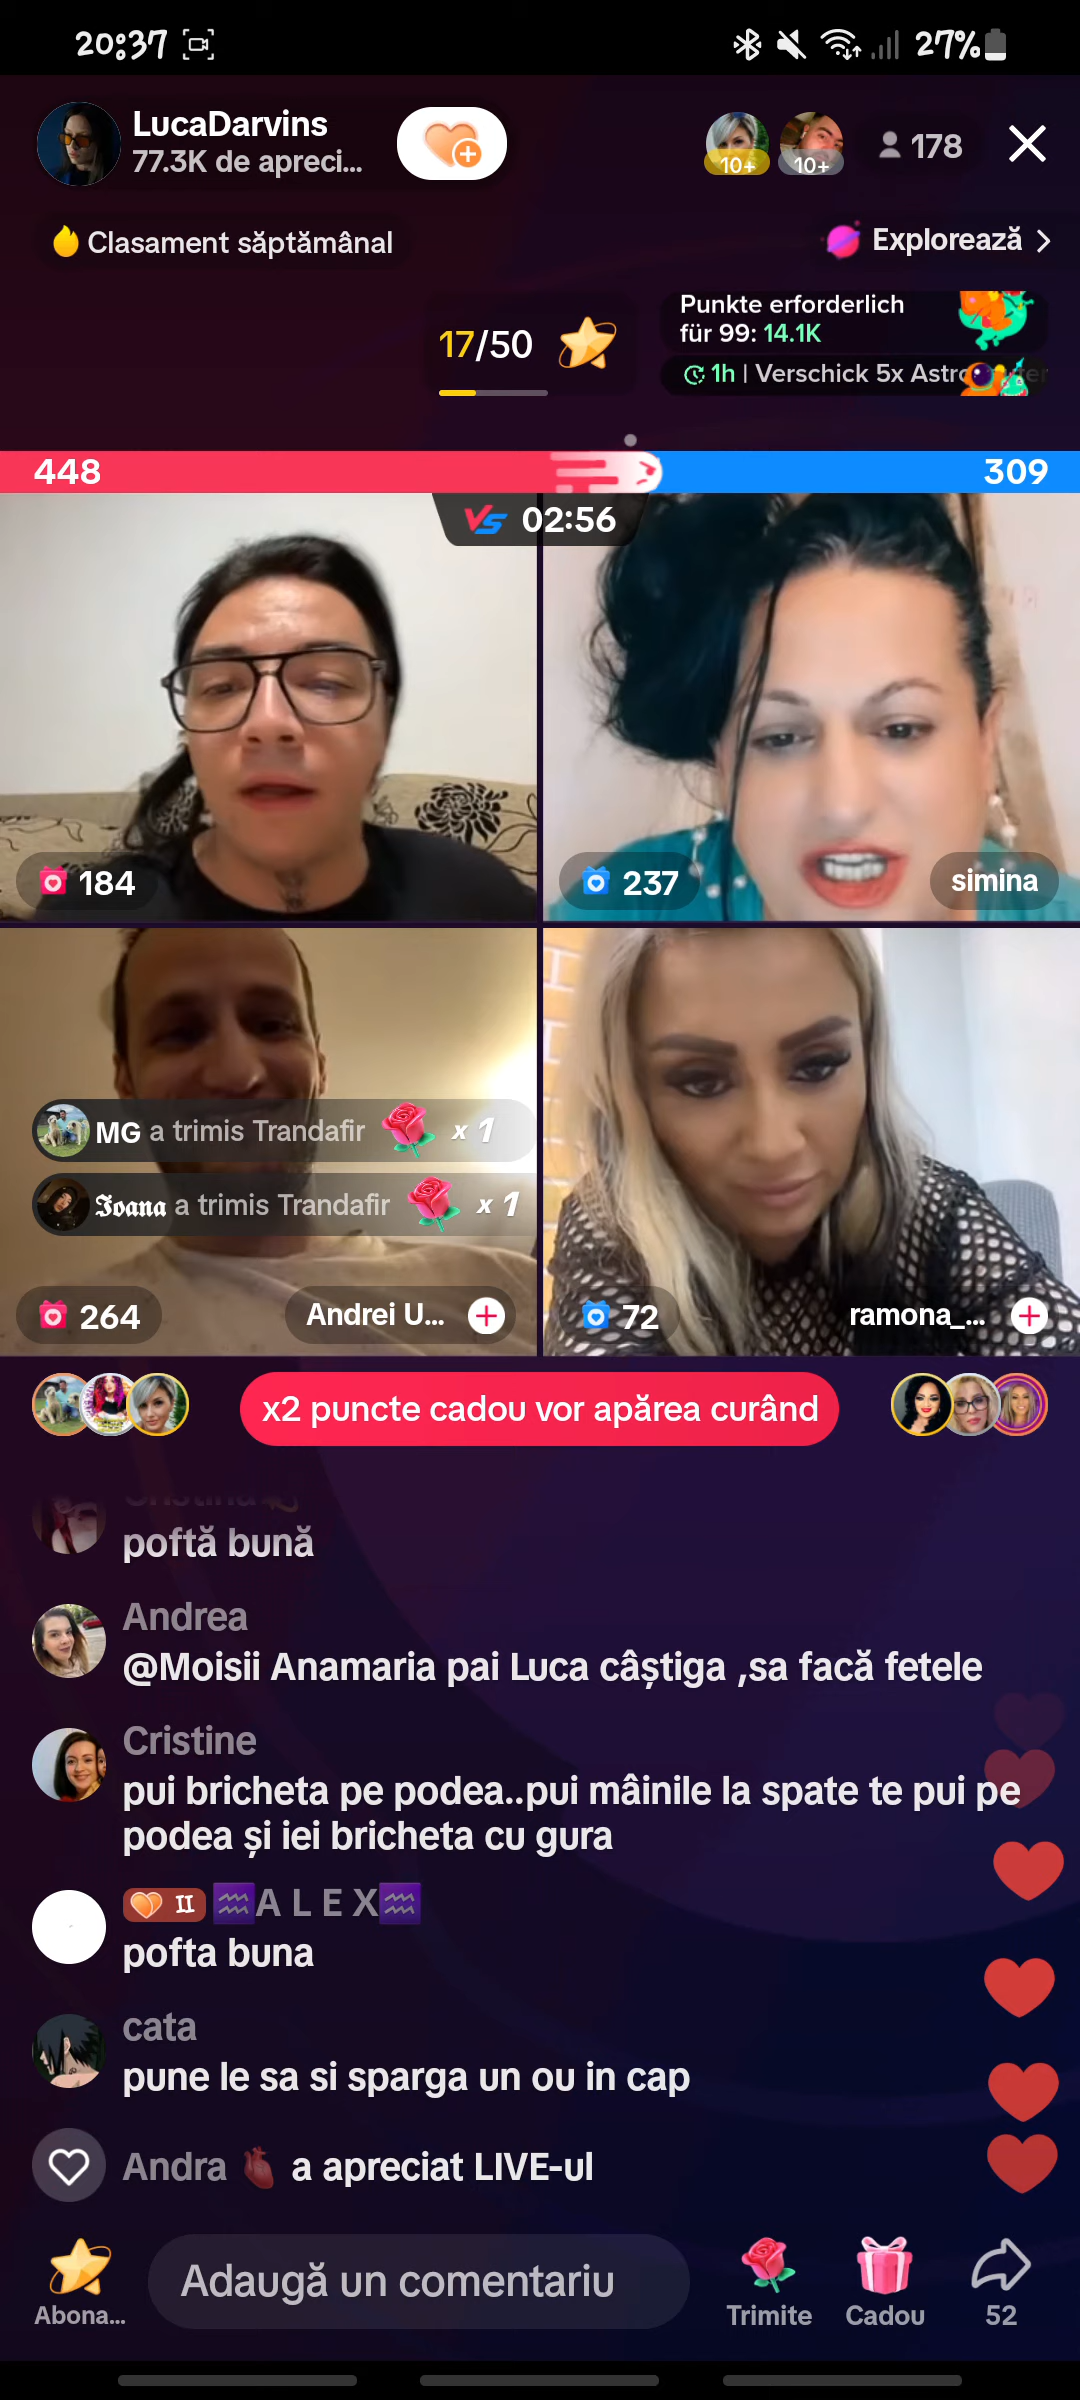 20:37
27%
LucaDarvins
77.3K de apreci...
10+
10+
178
Clasament săptămânal
Explorează
17/50
Punkte erforderlich
für 99: 14.1K
1h | Verschick 5x
448
309
VS 02:56
184
237
simina
MG a trimis Trandafir x 1
𝕴𝖔𝖆𝖓𝖆 a trimis Trandafir x 1
264
Andrei U...
72
ramona_...
x2 puncte cadou vor apărea curând
poftă bună
Andrea
@Moisii Anamaria pai Luca câștiga ,sa facă fetele
Cristine
pui bricheta pe podea..pui mâinile la spate te pui pe
podea și iei bricheta cu gura
II ♒A L E X♒
pofta buna
cata
pune le sa si sparga un ou in cap
Andra 🫀 a apreciat LIVE-ul
Abona...
Adaugă un comentariu
Trimite
Cadou
52